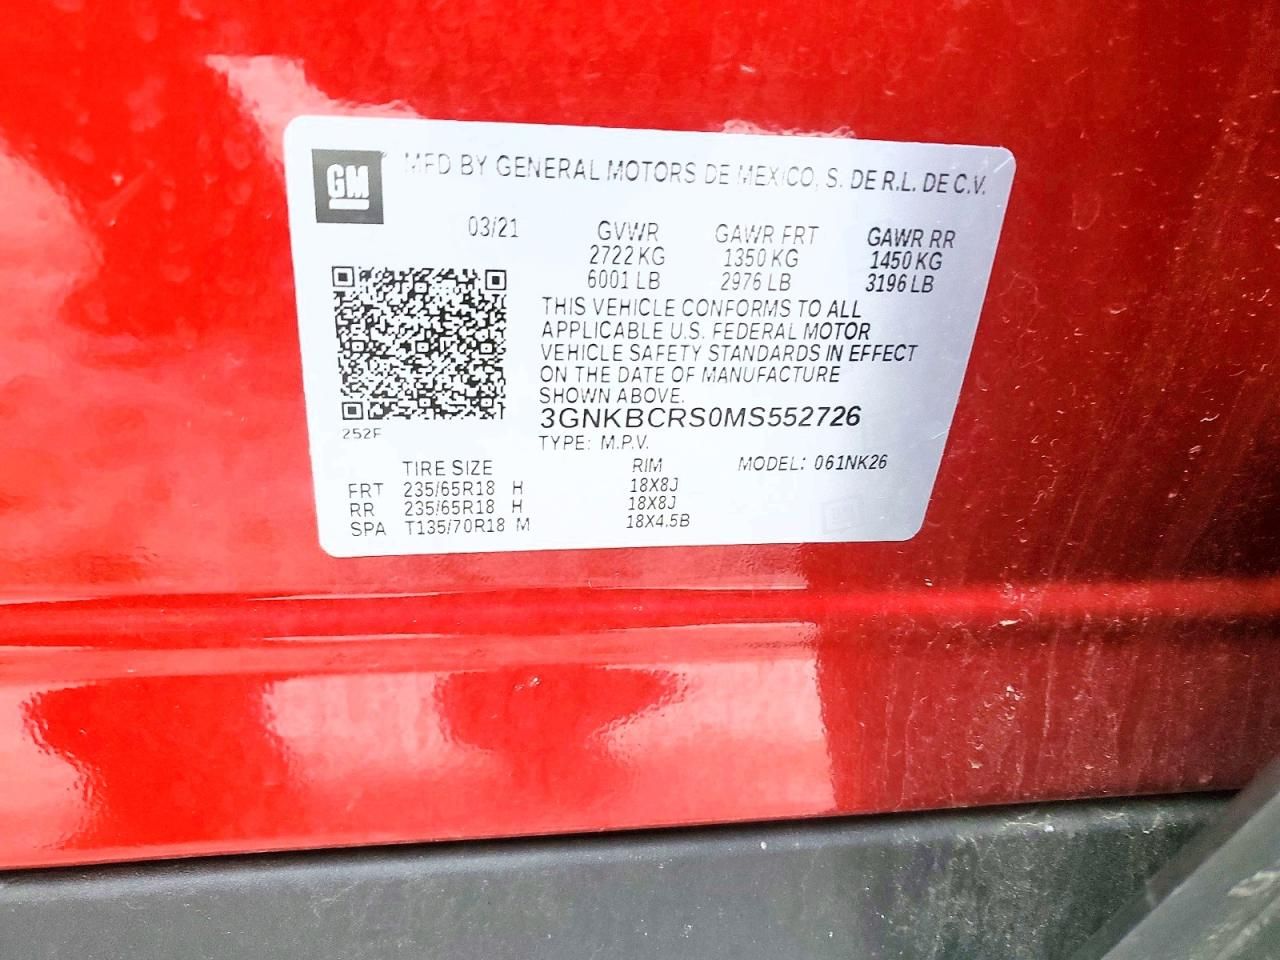 GM
MFD BY GENERAL MOTORS DE MEXICO, S. DE R.L. DE C.V.
03/21 GVWR GAWR FRT GAWR RR
2722 KG 1350 KG 1450 KG
6001 LB 2976 LB 3196 LB
THIS VEHICLE CONFORMS TO ALL
APPLICABLE U.S. FEDERAL MOTOR
VEHICLE SAFETY STANDARDS IN EFFECT
ON THE DATE OF MANUFACTURE
SHOWN ABOVE.
3GNKBCRS0MS552726
252F
TYPE: M.P.V.
TIRE SIZE RIM MODEL: 061NK26
FRT 235/65R18 H 18X8J
RR 235/65R18 H 18X8J
SPA T135/70R18 M 18X4.5B